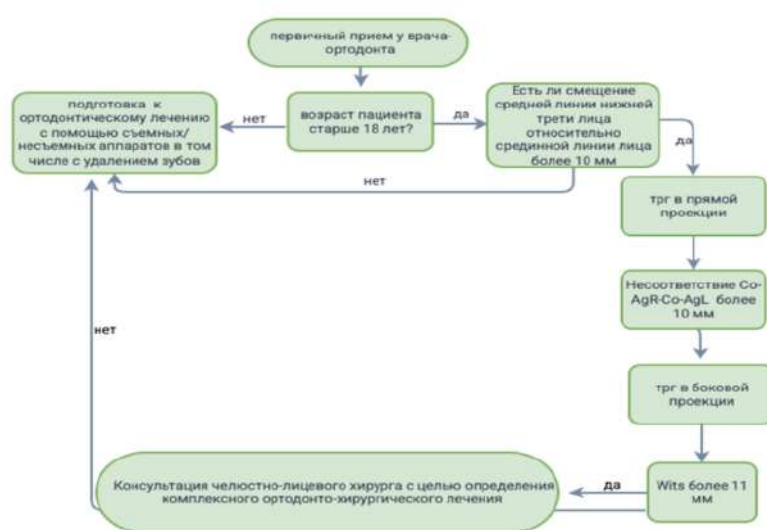 первичный прием у врача-
ортодонта
подготовка к
ортодонтическому лечению
с помощью съемных/
несъемных аппаратов в том
числе с удалением зубов
нет
возраст пациента
старше 18 лет?
да
Есть ли смещение
средней линии нижней
трети лица
относительно
срединной линии лица
более 10 мм
да
нет
трг в прямой
проекции
Несоответствие Co-
AgR-Co-AgL более
10 мм
нет
трг в боковой
проекции
Консультация челюстно-лицевого хирурга с целью определения
комплексного ортодонто-хирургического лечения
да
Wits более 11
мм